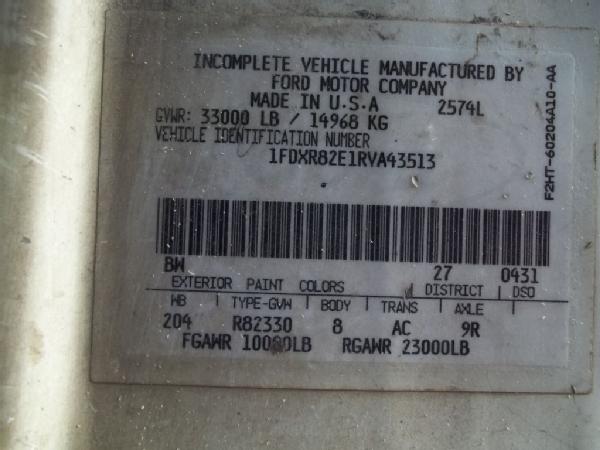 INCOMPLETE VEHICLE MANUFACTURED BY
FORD MOTOR COMPANY
MADE IN U.S.A 2574L
GVWR: 33000 LB / 14968 KG
VEHICLE IDENTIFICATION NUMBER
1FDXR82E1RVA43513
F2HT-60204A10-AA
BW 27 0431
EXTERIOR PAINT COLORS DISTRICT DSO
WB TYPE-GVW BODY TRANS AXLE
204 R82330 8 AC 9R
FGAWR 10000LB RGAWR 23000LB